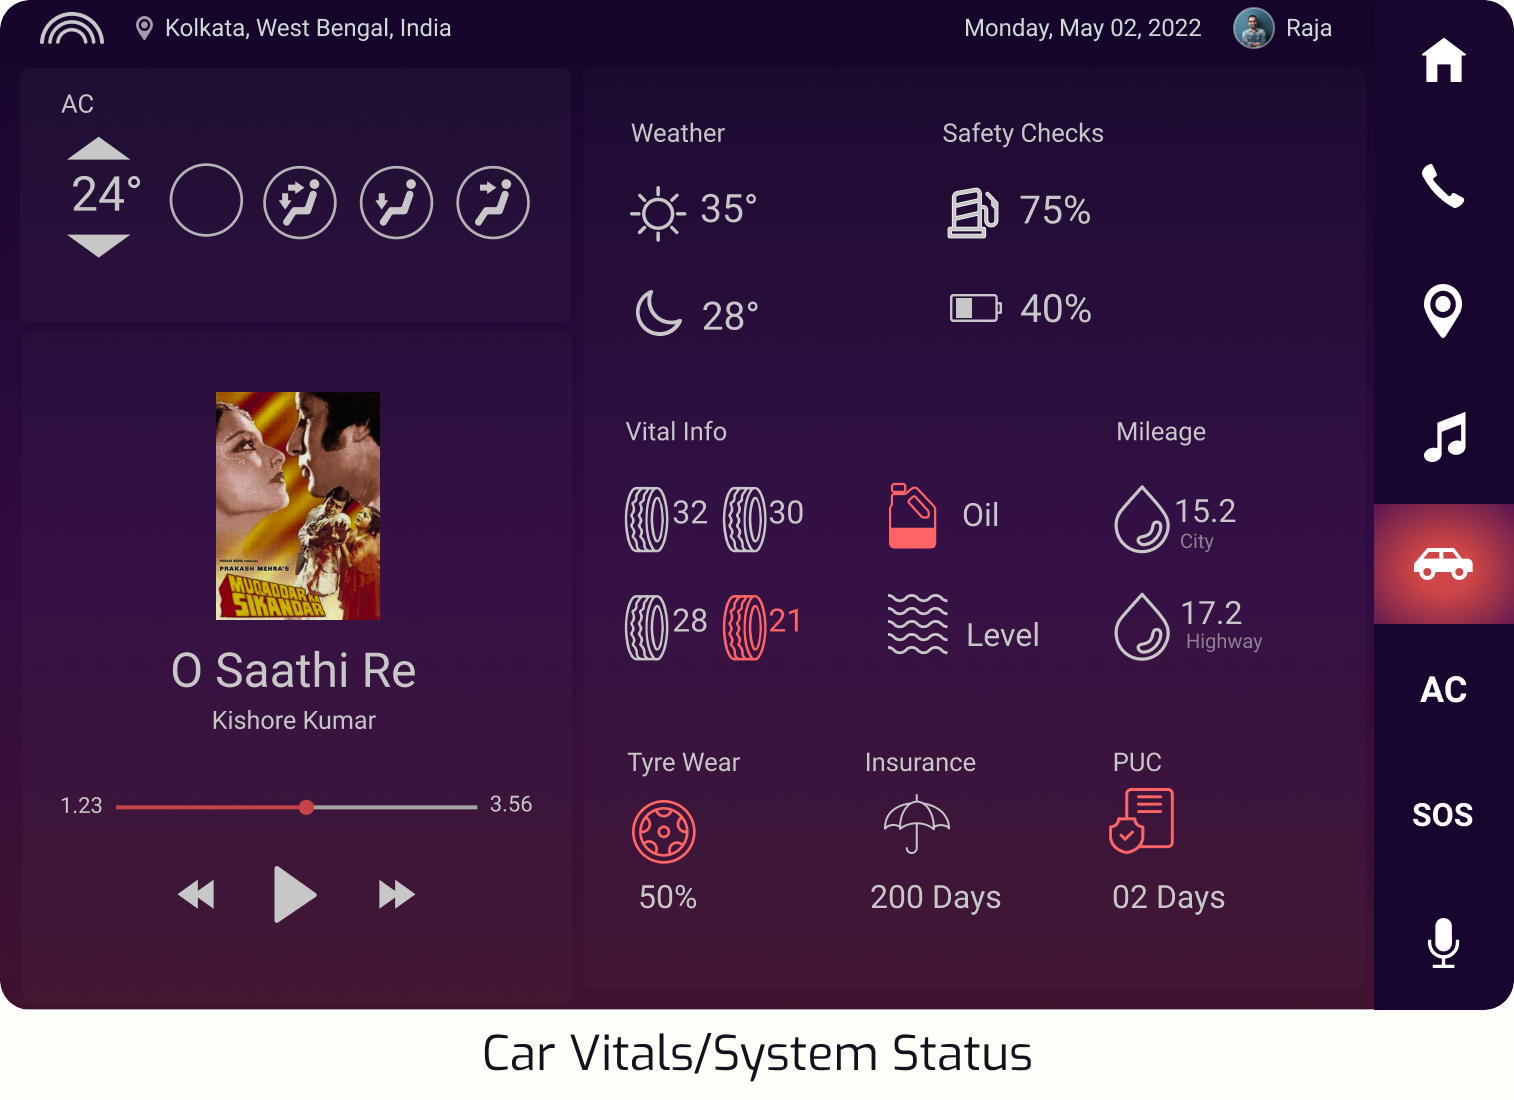 Kolkata, West Bengal, India
Monday, May 02, 2022
Raja
AC
24°
Weather
Safety Checks
35°
75%
28°
40%
Vital Info
Mileage
32
30
Oil
15.2
City
28
21
Level
17.2
Highway
PRAKASH MEHRA'S
MUQADDAR KA
SIKANDAR
O Saathi Re
Kishore Kumar
1.23
3.56
Tyre Wear
Insurance
PUC
50%
200 Days
02 Days
AC
SOS
Car Vitals/System Status